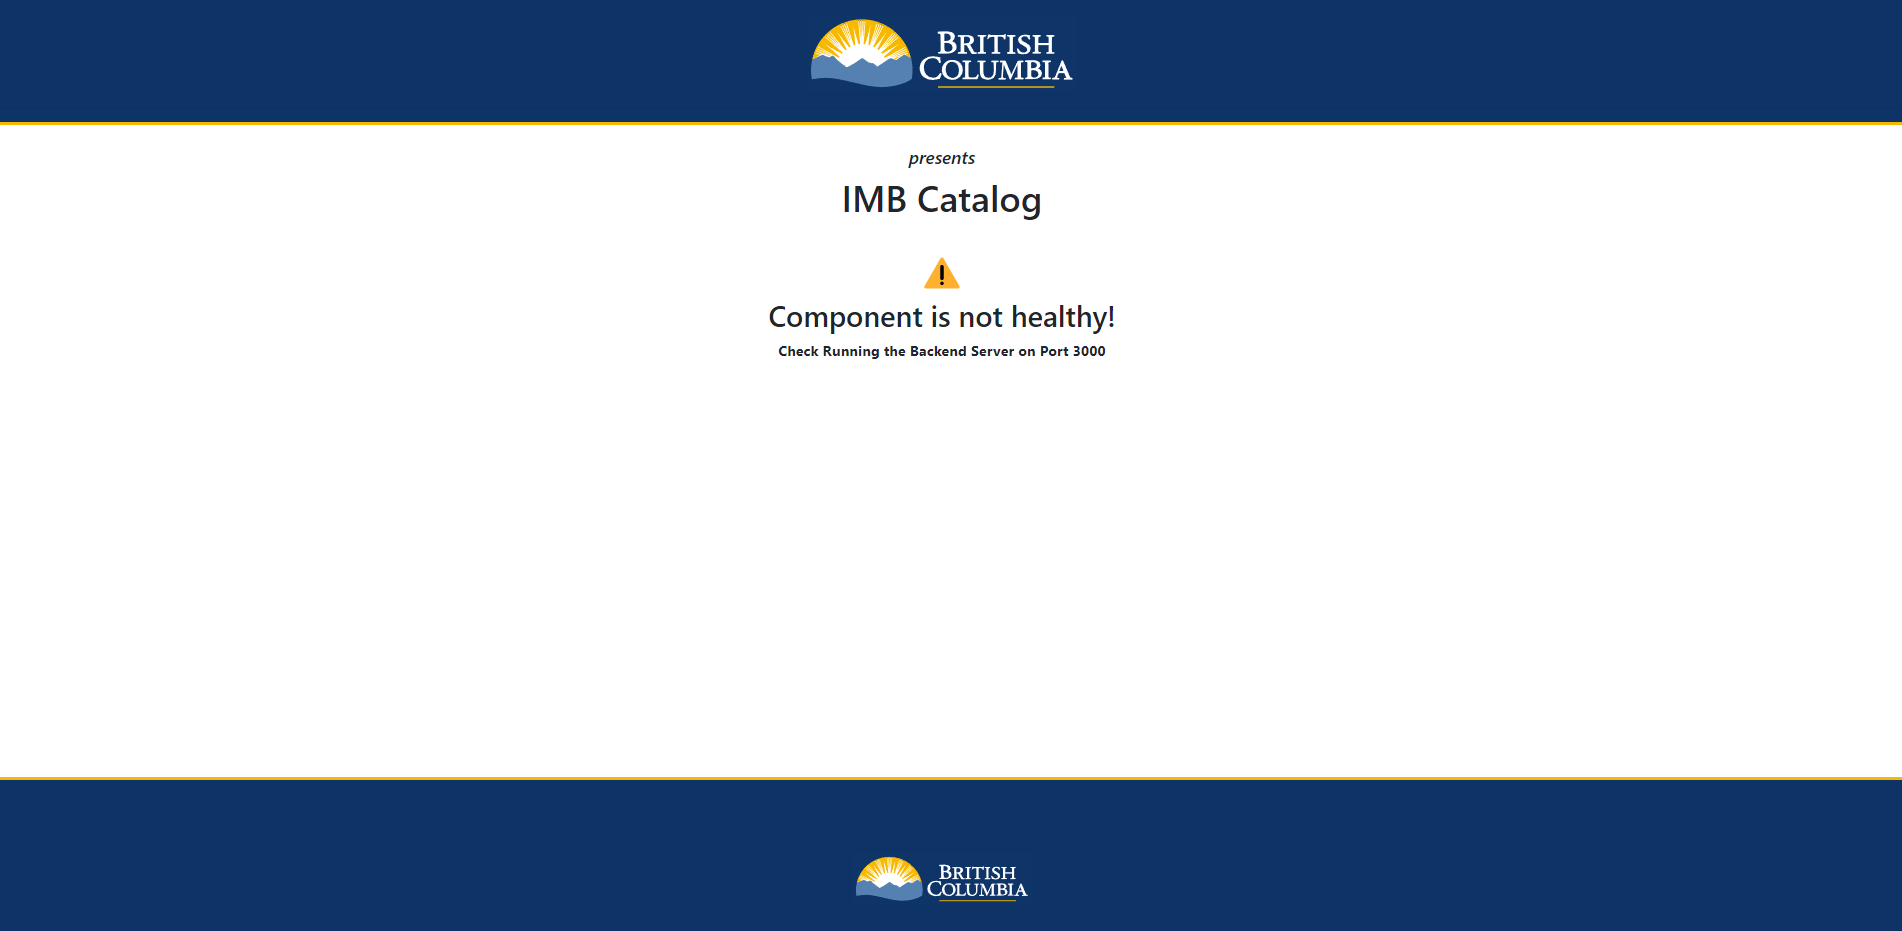 BRITISH
COLUMBIA
presents
IMB Catalog
Component is not healthy!
Check Running the Backend Server on Port 3000
BRITISH
COLUMBIA